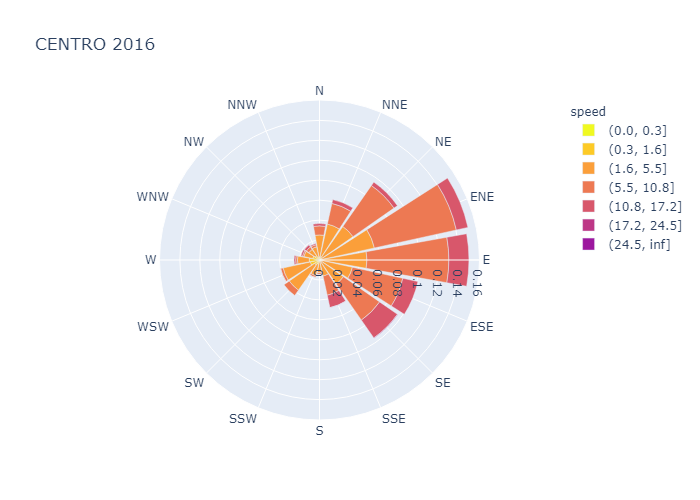 CENTRO 2016
N
NNW
NNE
speed
NW
NE
(0.0, 0.3]
(0.3, 1.6]
(1.6, 5.5]
WNW
ENE
(5.5, 10.8]
(10.8, 17.2]
(17.2, 24.5]
(24.5, inf]
W
E
0
0.02
0.04
0.06
0.08
0.1
0.12
0.14
0.16
WSW
ESE
SW
SE
SSW
SSE
S